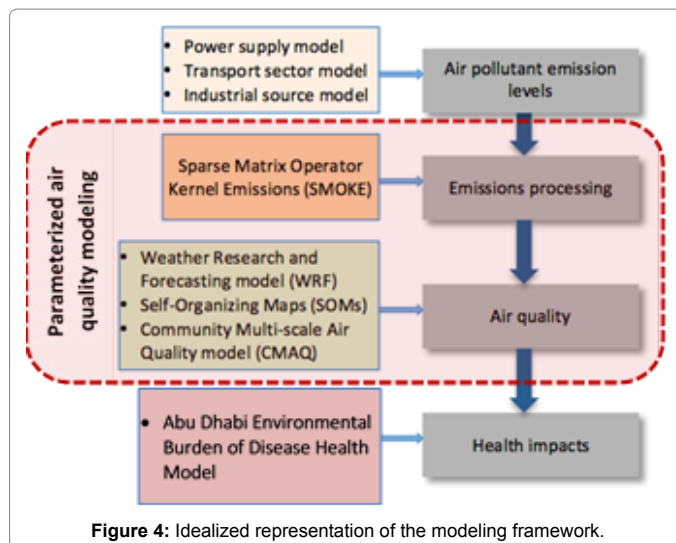 • Power supply model
• Transport sector model
• Industrial source model
Air pollutant emission
levels
Parameterized air
quality modeling
Sparse Matrix Operator
Kernel Emissions (SMOKE)
Emissions processing
• Weather Research and
Forecasting model (WRF)
• Self-Organizing Maps (SOMs)
• Community Multi-scale Air
Quality model (CMAQ)
Air quality
• Abu Dhabi Environmental
Burden of Disease Health
Model
Health impacts
Figure 4: Idealized representation of the modeling framework.